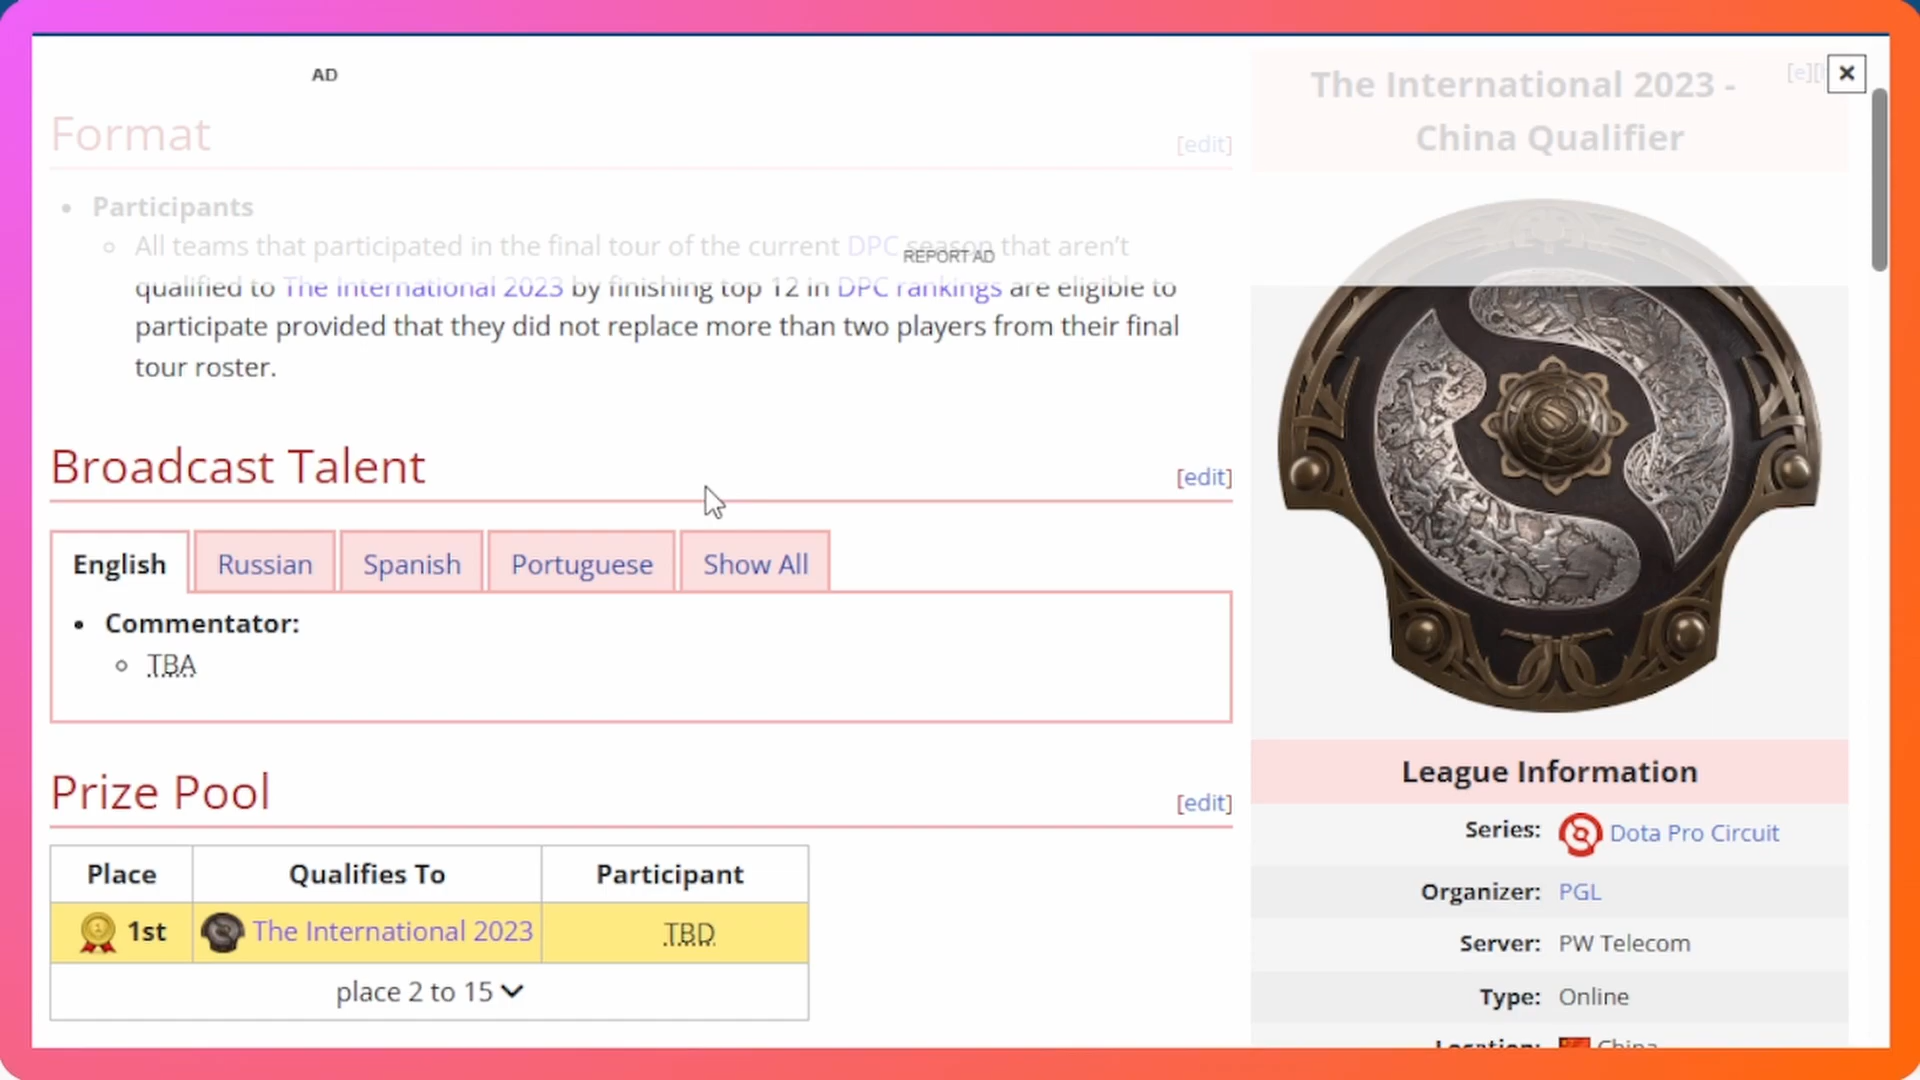 AD
Format
[edit]
Participants
All teams that participated in the final tour of the current DPC season that aren't
REPORT AD
qualified to The International 2023 by finishing top 12 in DPC rankings are eligible to
participate provided that they did not replace more than two players from their final
tour roster.
Broadcast Talent
[edit]
English Russian Spanish Portuguese Show All
Commentator:
TBA
Prize Pool
[edit]
Place Qualifies To Participant
1st The International 2023 TBD
place 2 to 15
[e][
The International 2023 -
China Qualifier
League Information
Series: Dota Pro Circuit
Organizer: PGL
Server: PW Telecom
Type: Online
Location: China